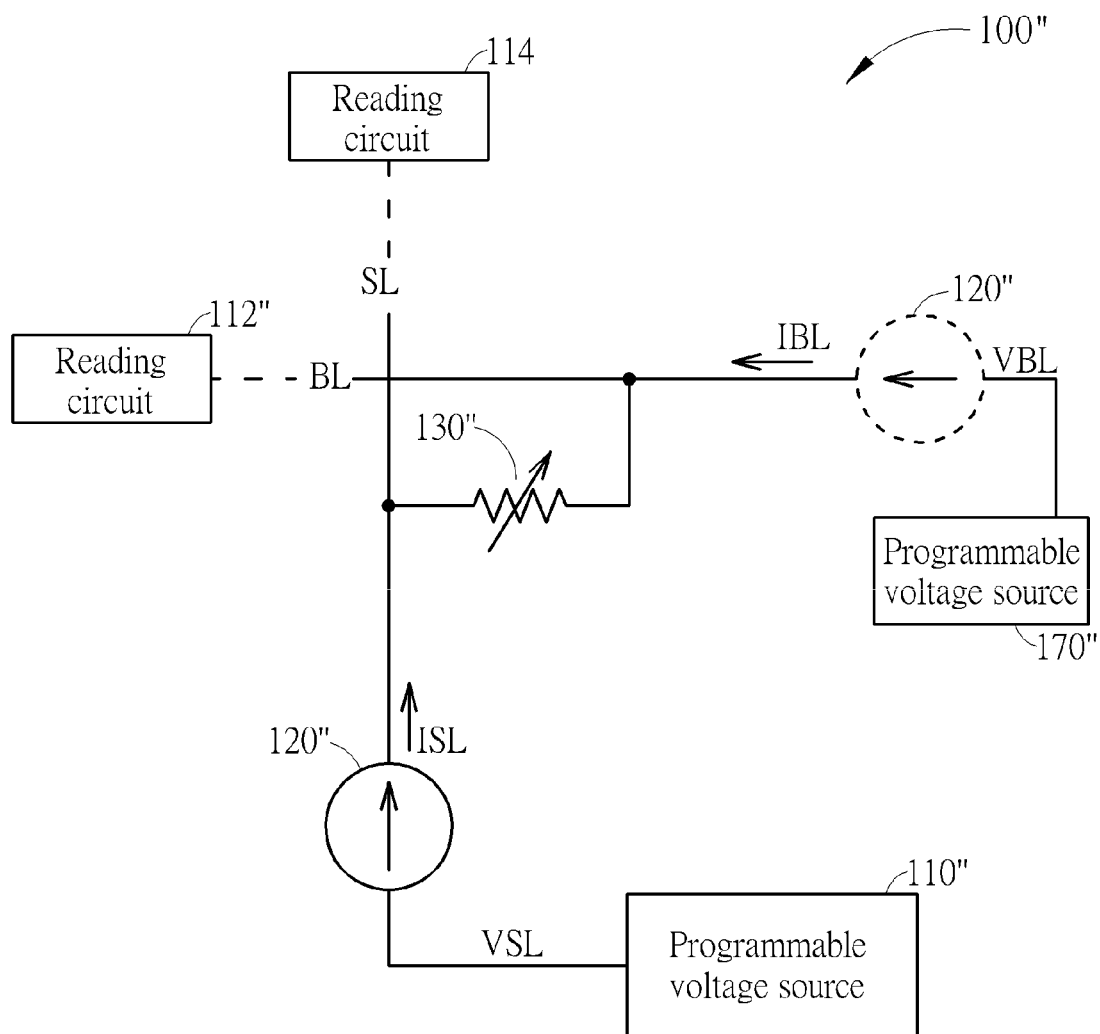 100"
114
Reading
circuit
SL
112"
Reading
circuit
BL
IBL
120"
VBL
130"
Programmable
voltage source
170"
120"
ISL
110"
VSL
Programmable
voltage source